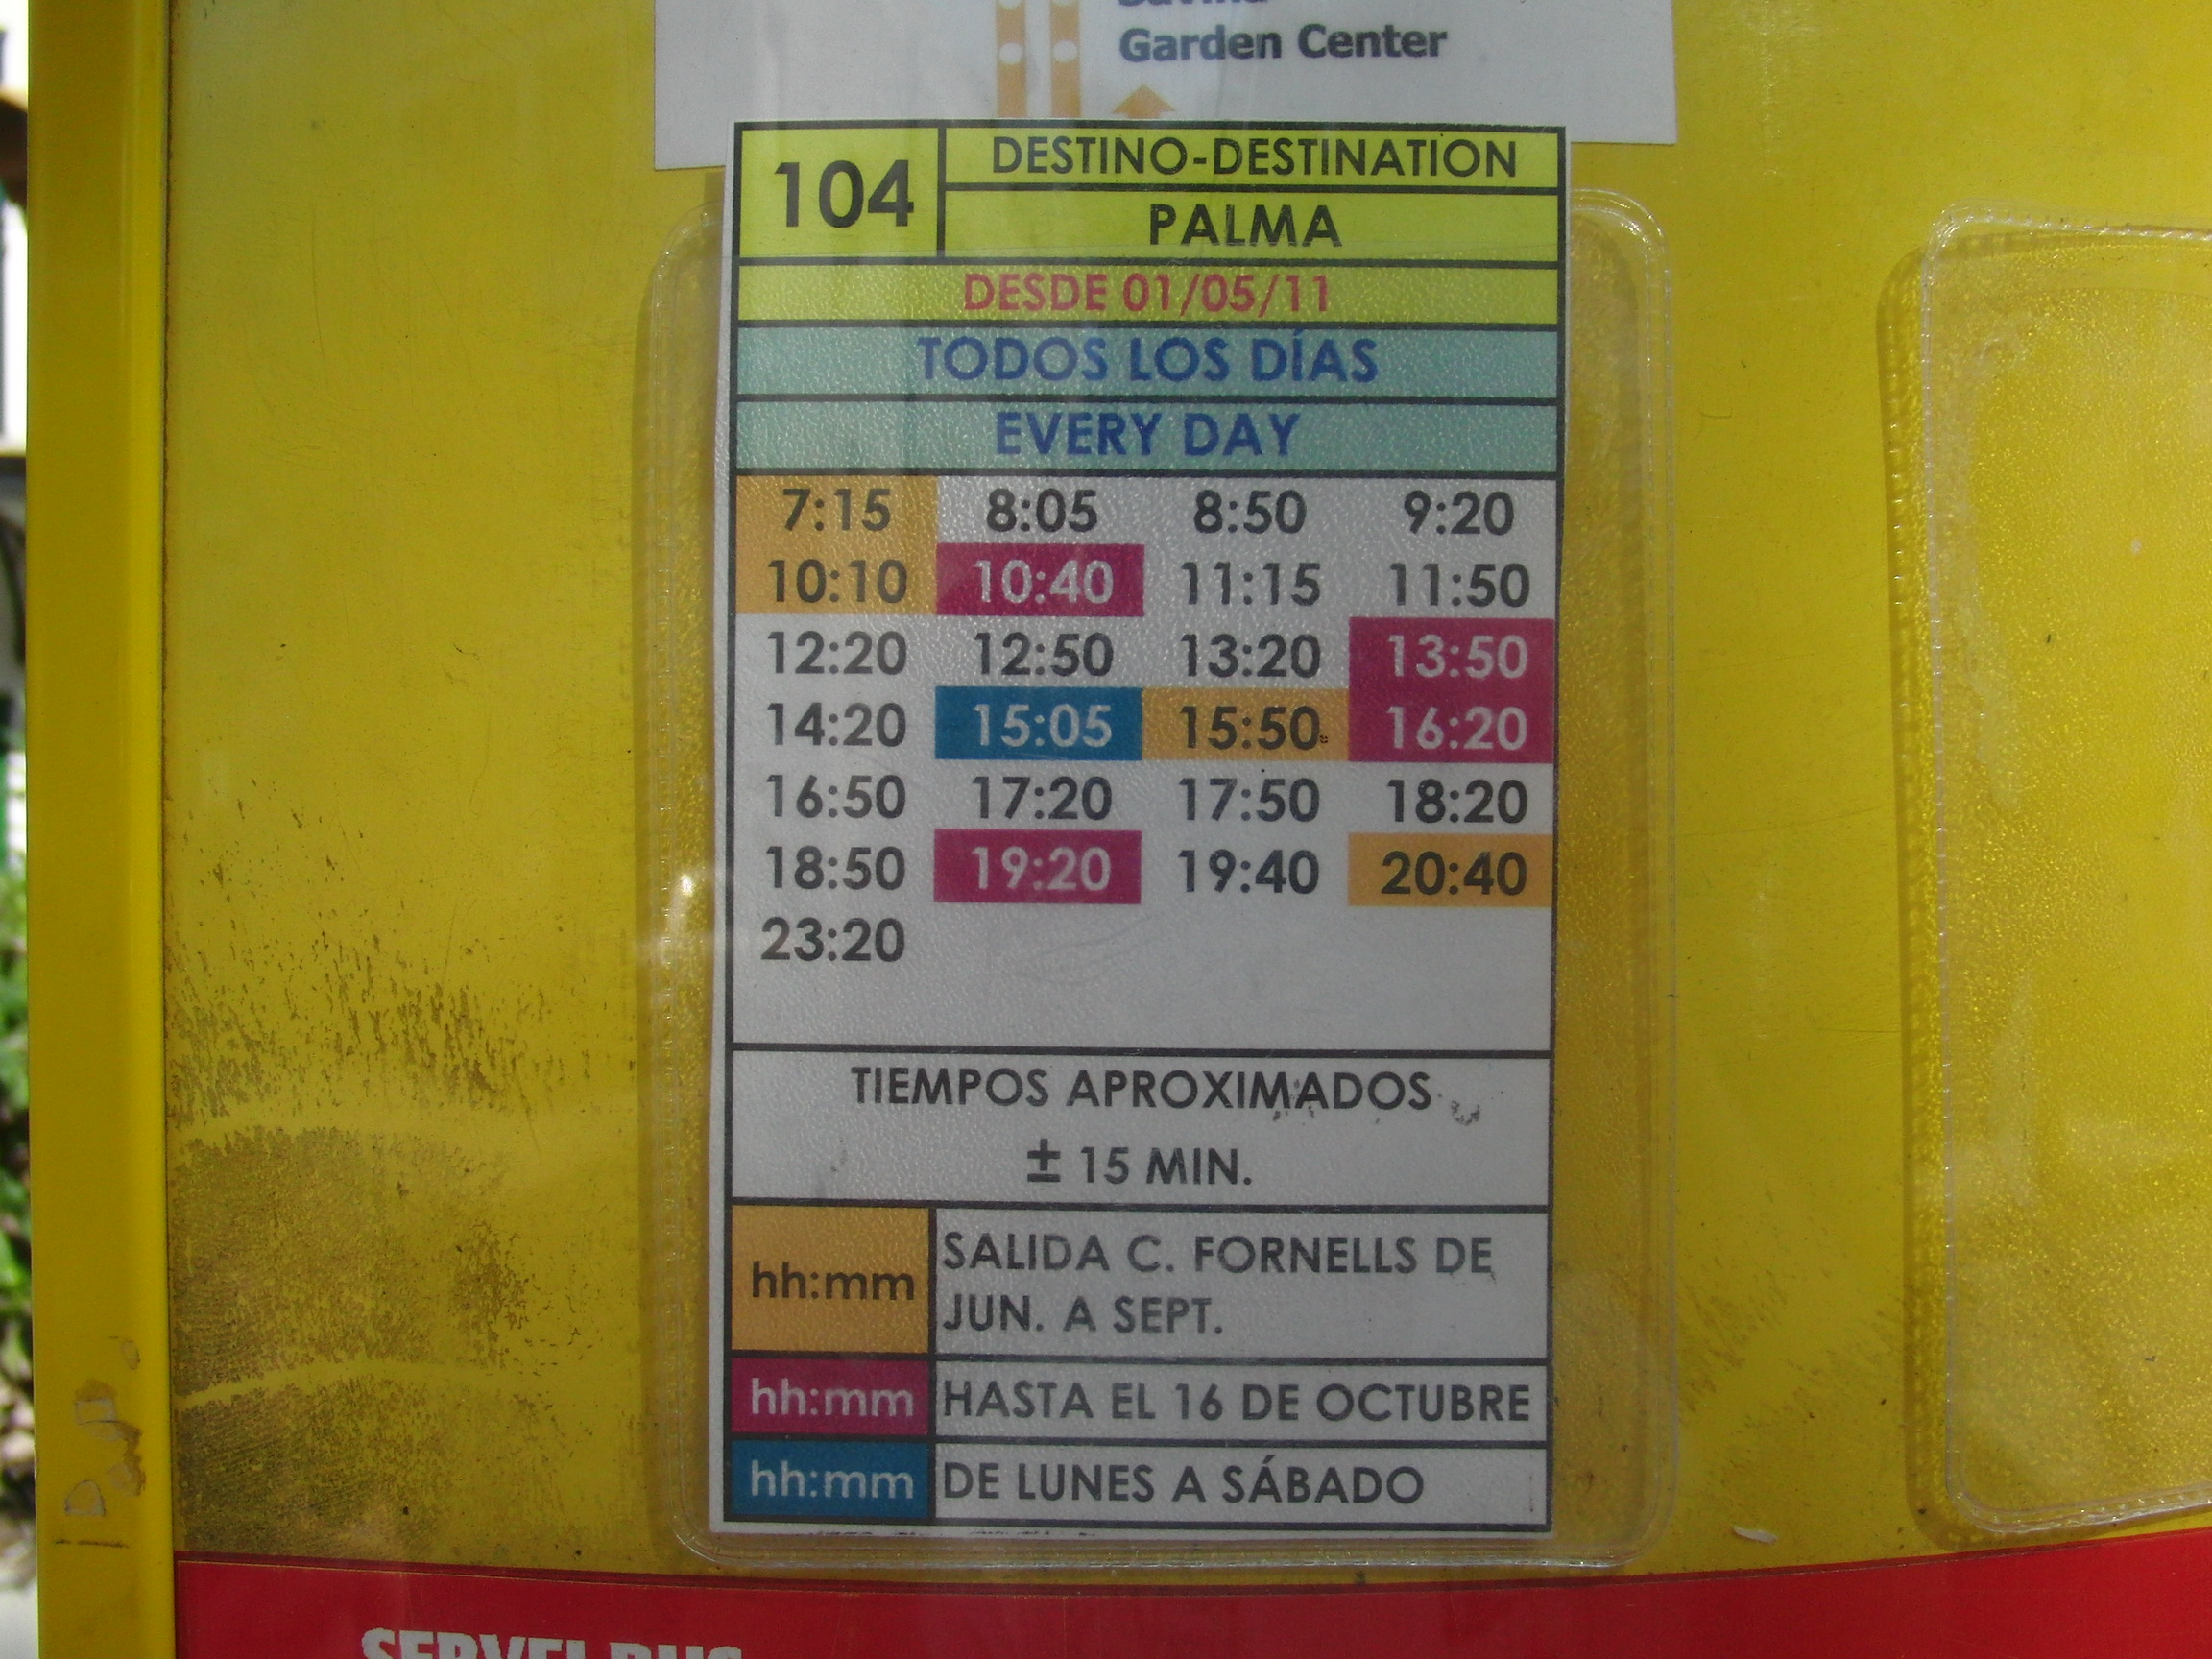 Garden Center
104
DESTINO-DESTINATION
PALMA
DESDE 01/05/11
TODOS LOS DÍAS
EVERY DAY
7:15 8:05 8:50 9:20
10:10 10:40 11:15 11:50
12:20 12:50 13:20 13:50
14:20 15:05 15:50 16:20
16:50 17:20 17:50 18:20
18:50 19:20 19:40 20:40
23:20
TIEMPOS APROXIMADOS
± 15 MIN.
hh:mm SALIDA C. FORNELLS DE
JUN. A SEPT.
hh:mm HASTA EL 16 DE OCTUBRE
hh:mm DE LUNES A SÁBADO